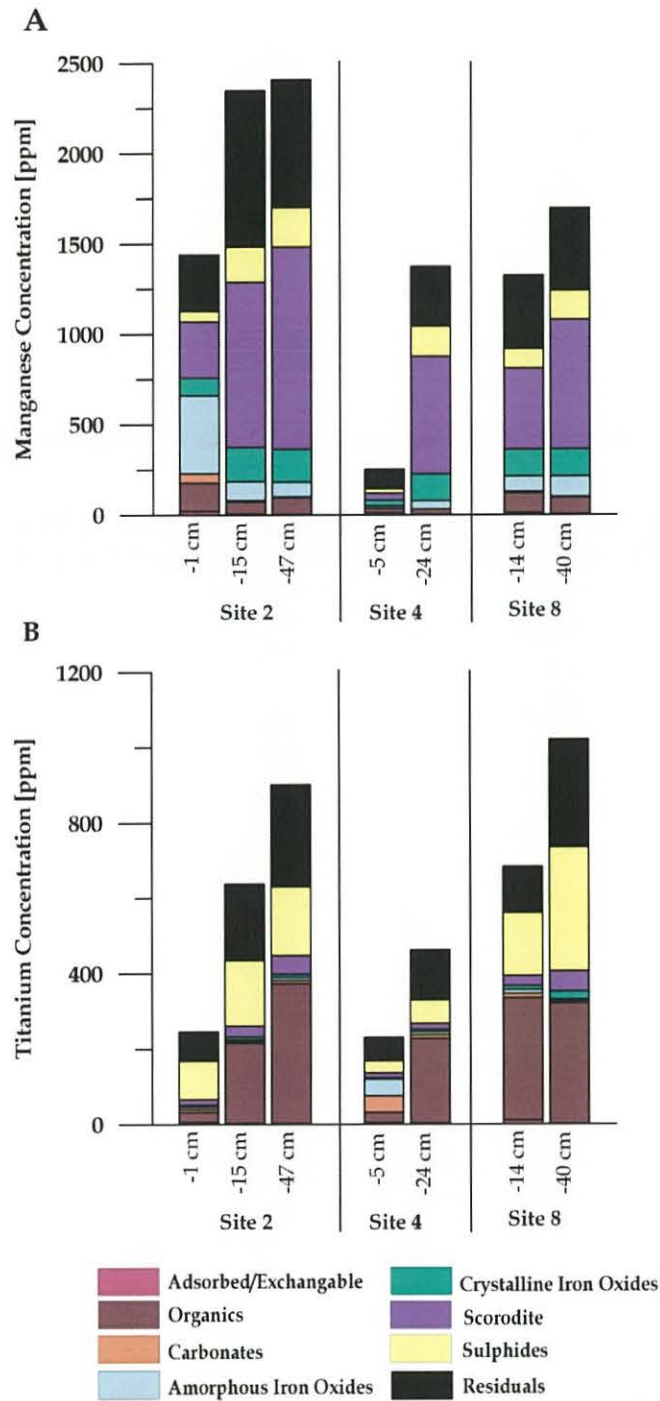 A
Manganese Concentration [ppm]
2500
2000
1500
1000
500
0
-1 cm
-15 cm
-47 cm
-5 cm
-24 cm
-14 cm
-40 cm
Site 2
Site 4
Site 8
B
Titanium Concentration [ppm]
1200
800
400
0
-1 cm
-15 cm
-47 cm
-5 cm
-24 cm
-14 cm
-40 cm
Site 2
Site 4
Site 8
Adsorbed/Exchangable
Organics
Carbonates
Amorphous Iron Oxides
Crystalline Iron Oxides
Scorodite
Sulphides
Residuals